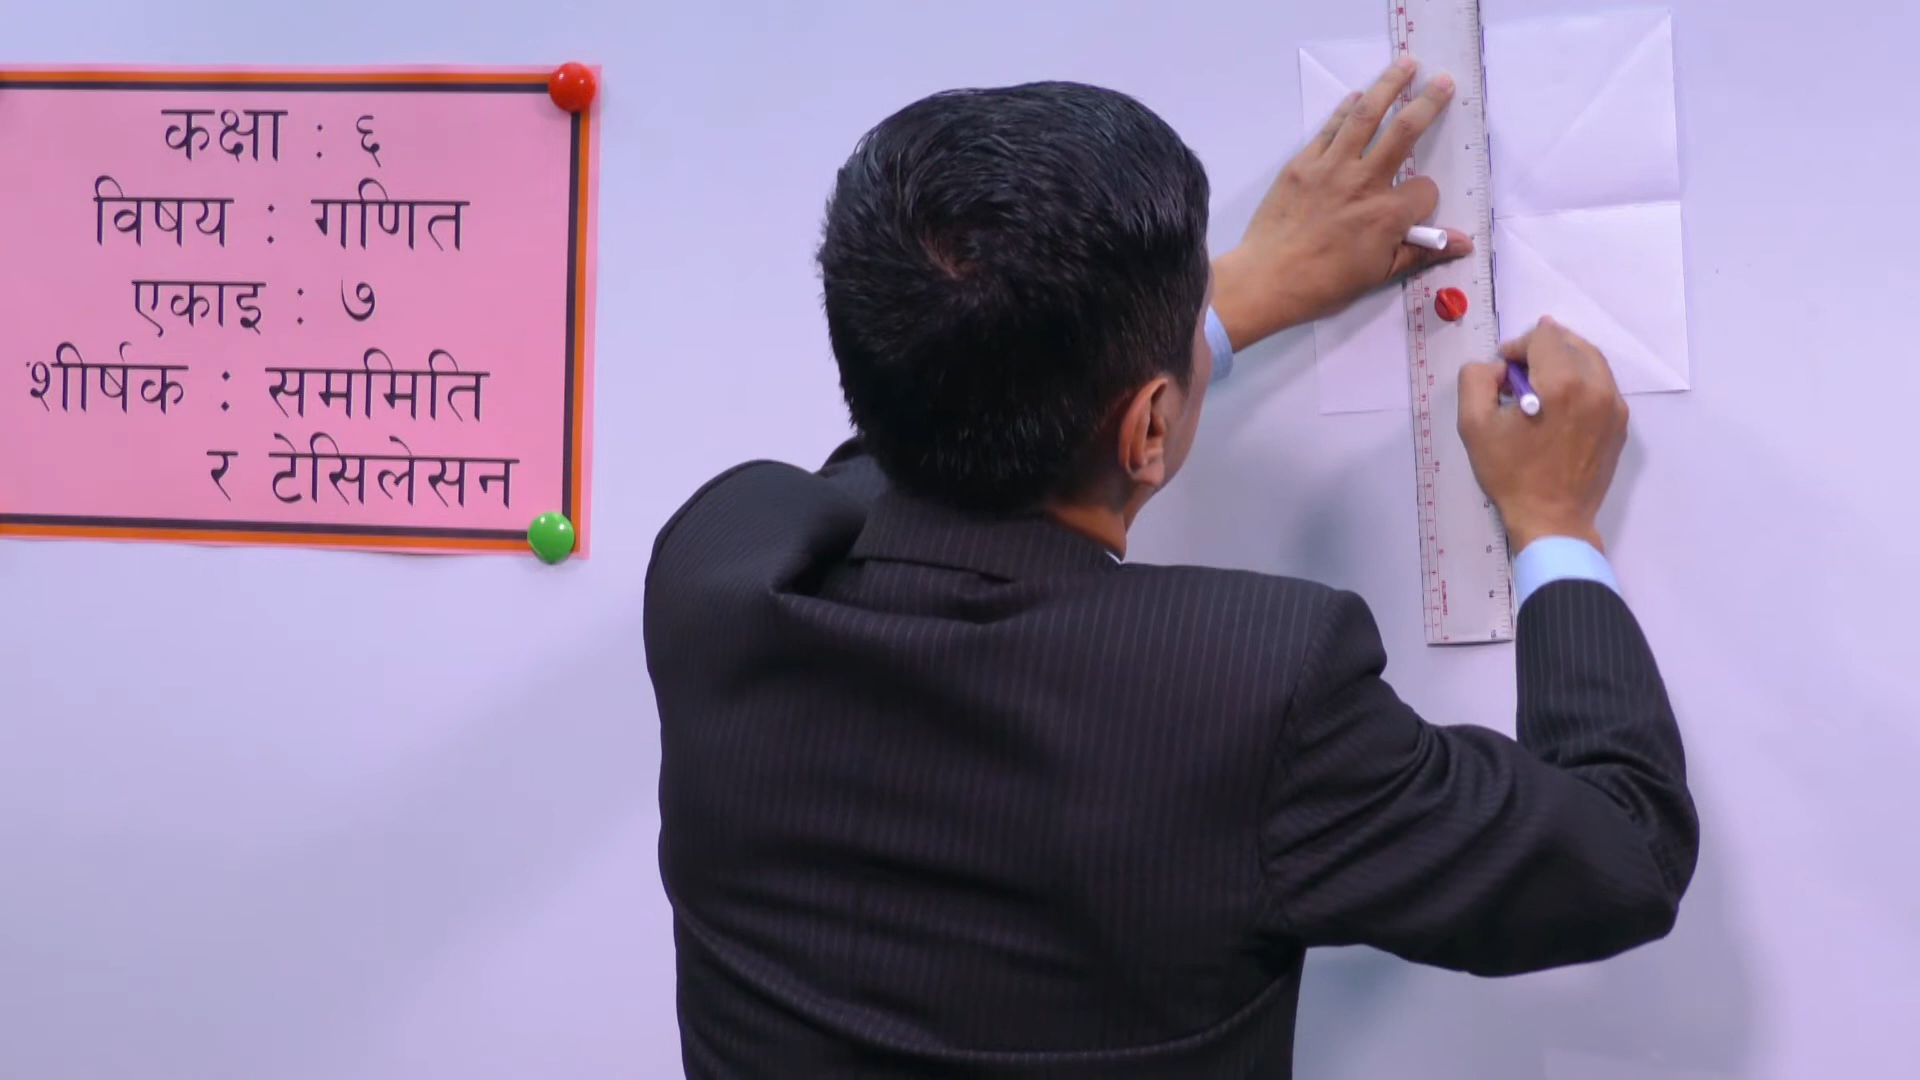 कक्षा : ६
विषय : गणित
एकाइ : ७
शीर्षक : सममिति
र टेसिलेसन